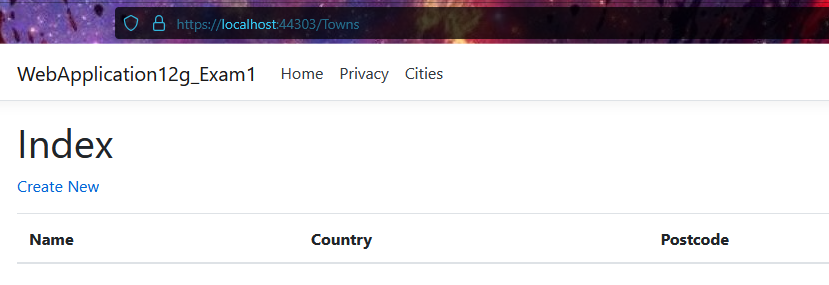 https://localhost:44303/Towns
WebApplication12g_Exam1 Home Privacy Cities
Index
Create New
Name Country Postcode